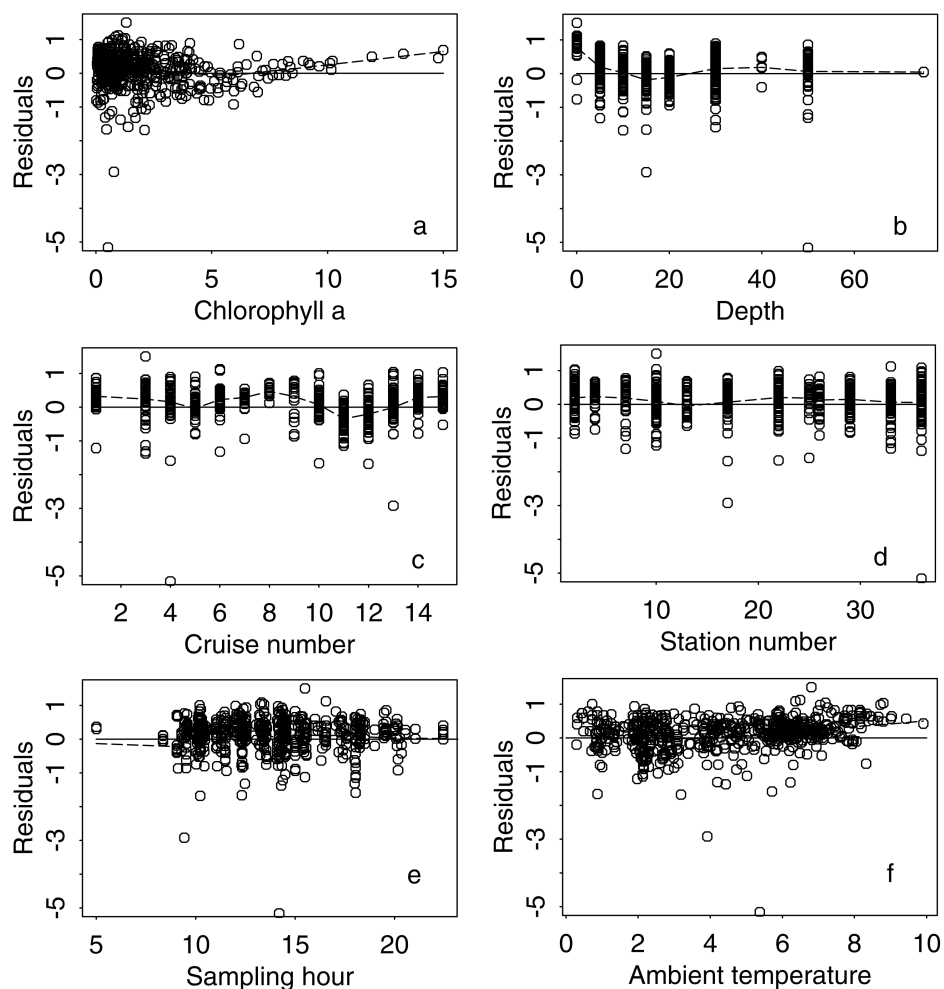 1
0
-1
-3
-5
Residuals
a
0 5 10 15
Chlorophyll a
1
0
-1
-3
-5
Residuals
b
0 20 40 60
Depth
1
0
-1
-3
-5
Residuals
c
2 4 6 8 10 12 14
Cruise number
1
0
-1
-3
-5
Residuals
d
10 20 30
Station number
1
0
-1
-3
-5
Residuals
e
5 10 15 20
Sampling hour
1
0
-1
-3
-5
Residuals
f
0 2 4 6 8 10
Ambient temperature